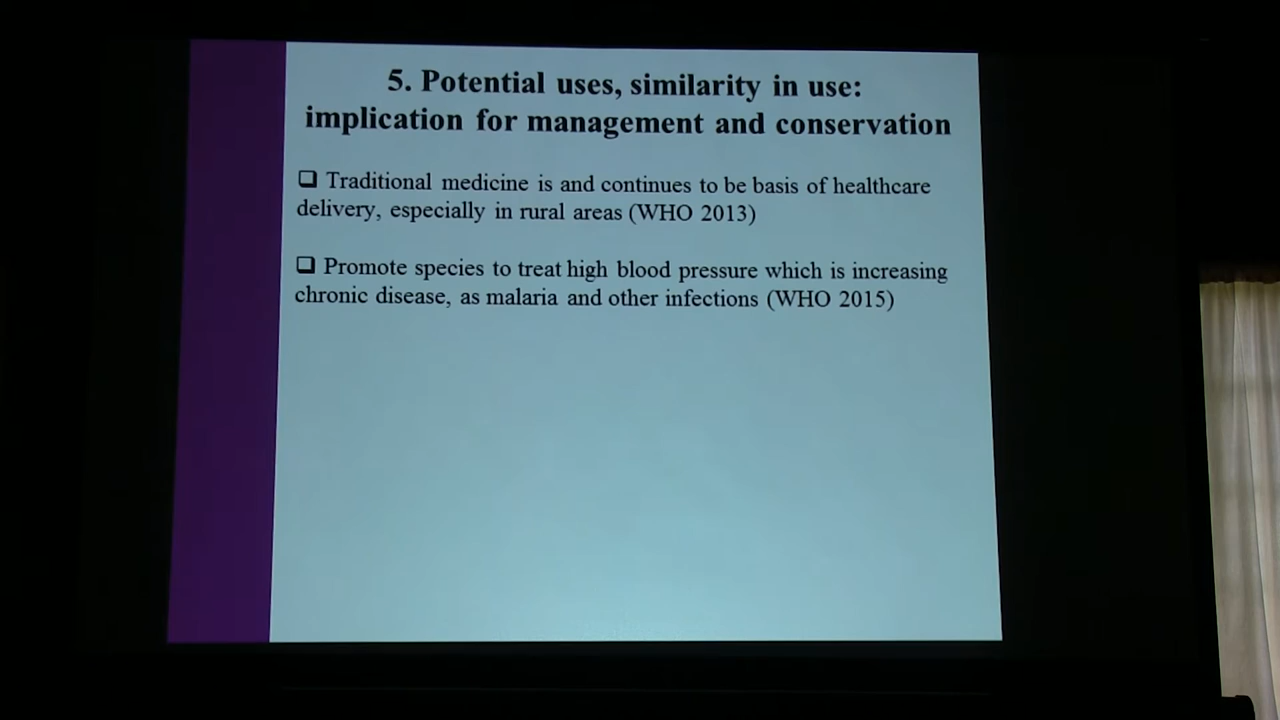 5. Potential uses, similarity in use:
implication for management and conservation
❑ Traditional medicine is and continues to be basis of healthcare
delivery, especially in rural areas (WHO 2013)
❑ Promote species to treat high blood pressure which is increasing
chronic disease, as malaria and other infections (WHO 2015)